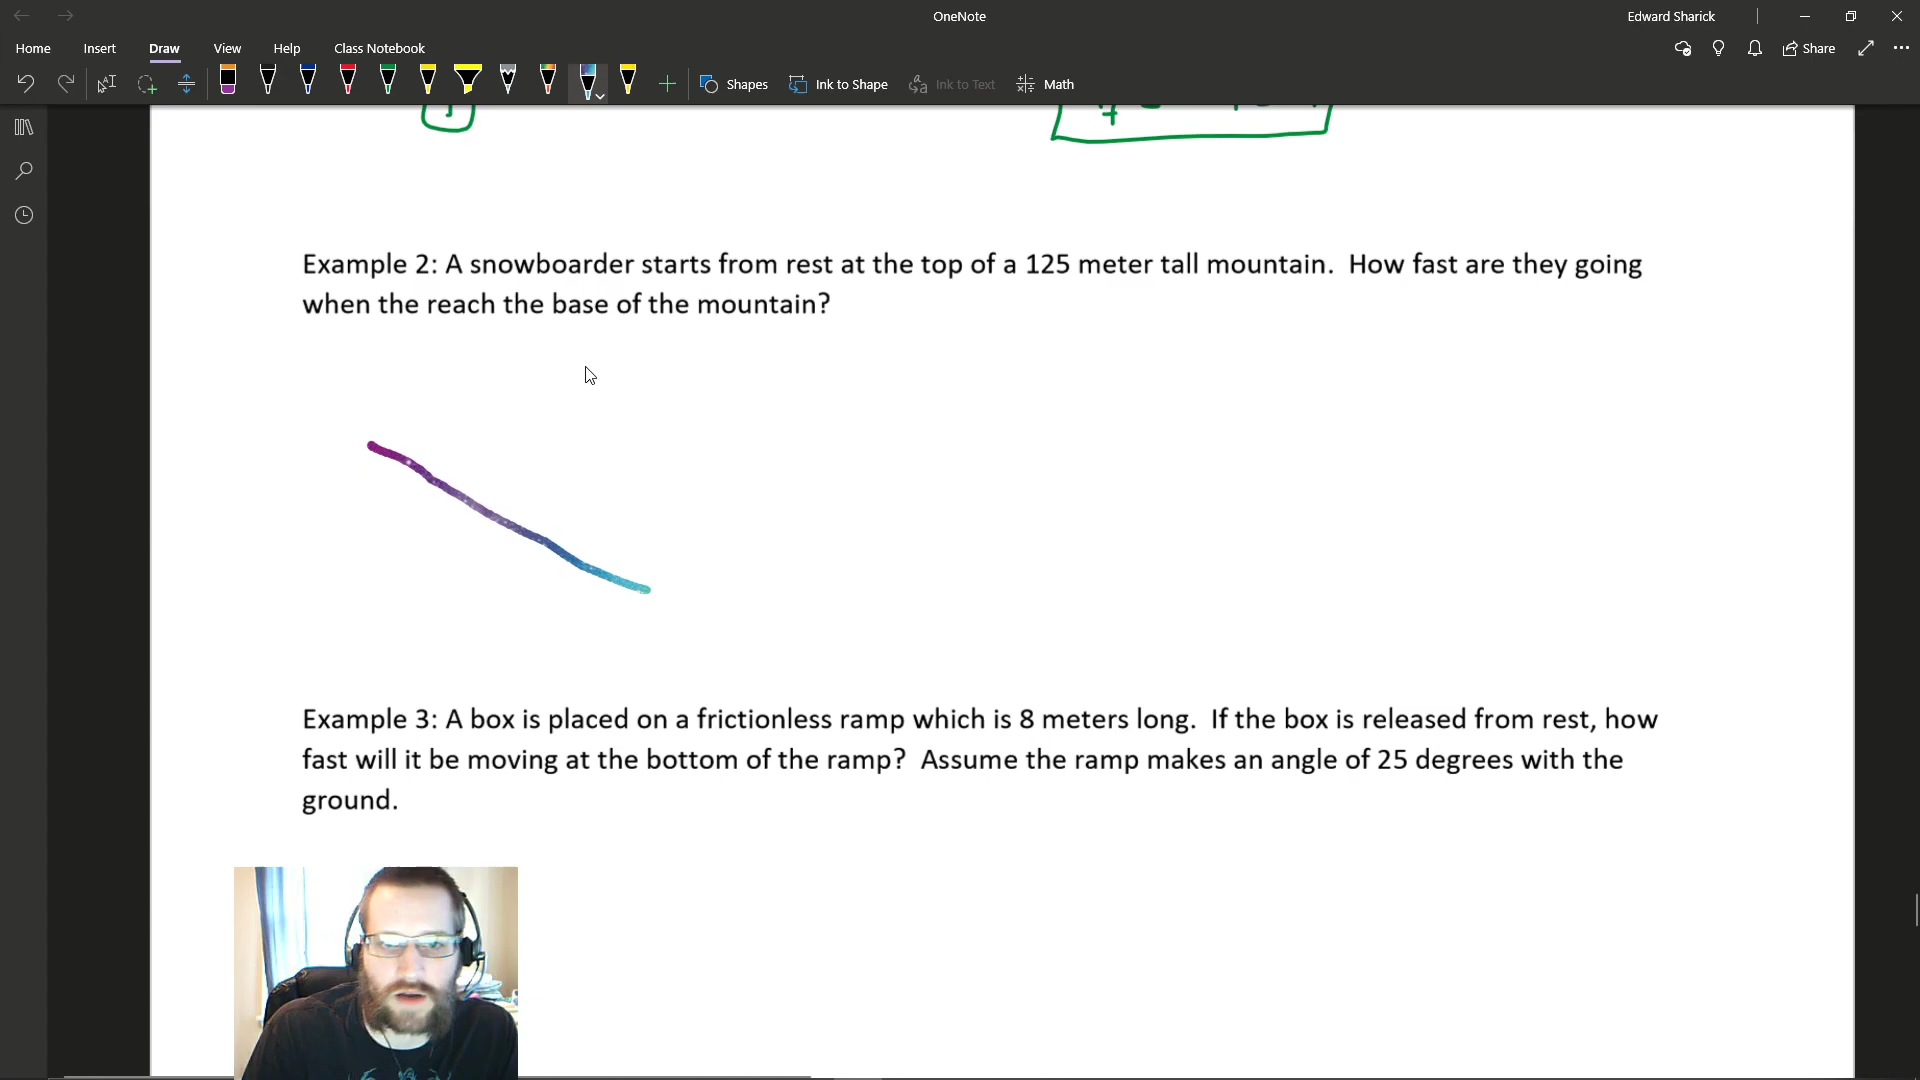 OneNote
Edward Sharick
Home Insert Draw View Help Class Notebook
Share
Shapes Ink to Shape Ink to Text Math
Example 2: A snowboarder starts from rest at the top of a 125 meter tall mountain. How fast are they going
when the reach the base of the mountain?
Example 3: A box is placed on a frictionless ramp which is 8 meters long. If the box is released from rest, how
fast will it be moving at the bottom of the ramp? Assume the ramp makes an angle of 25 degrees with the
ground.